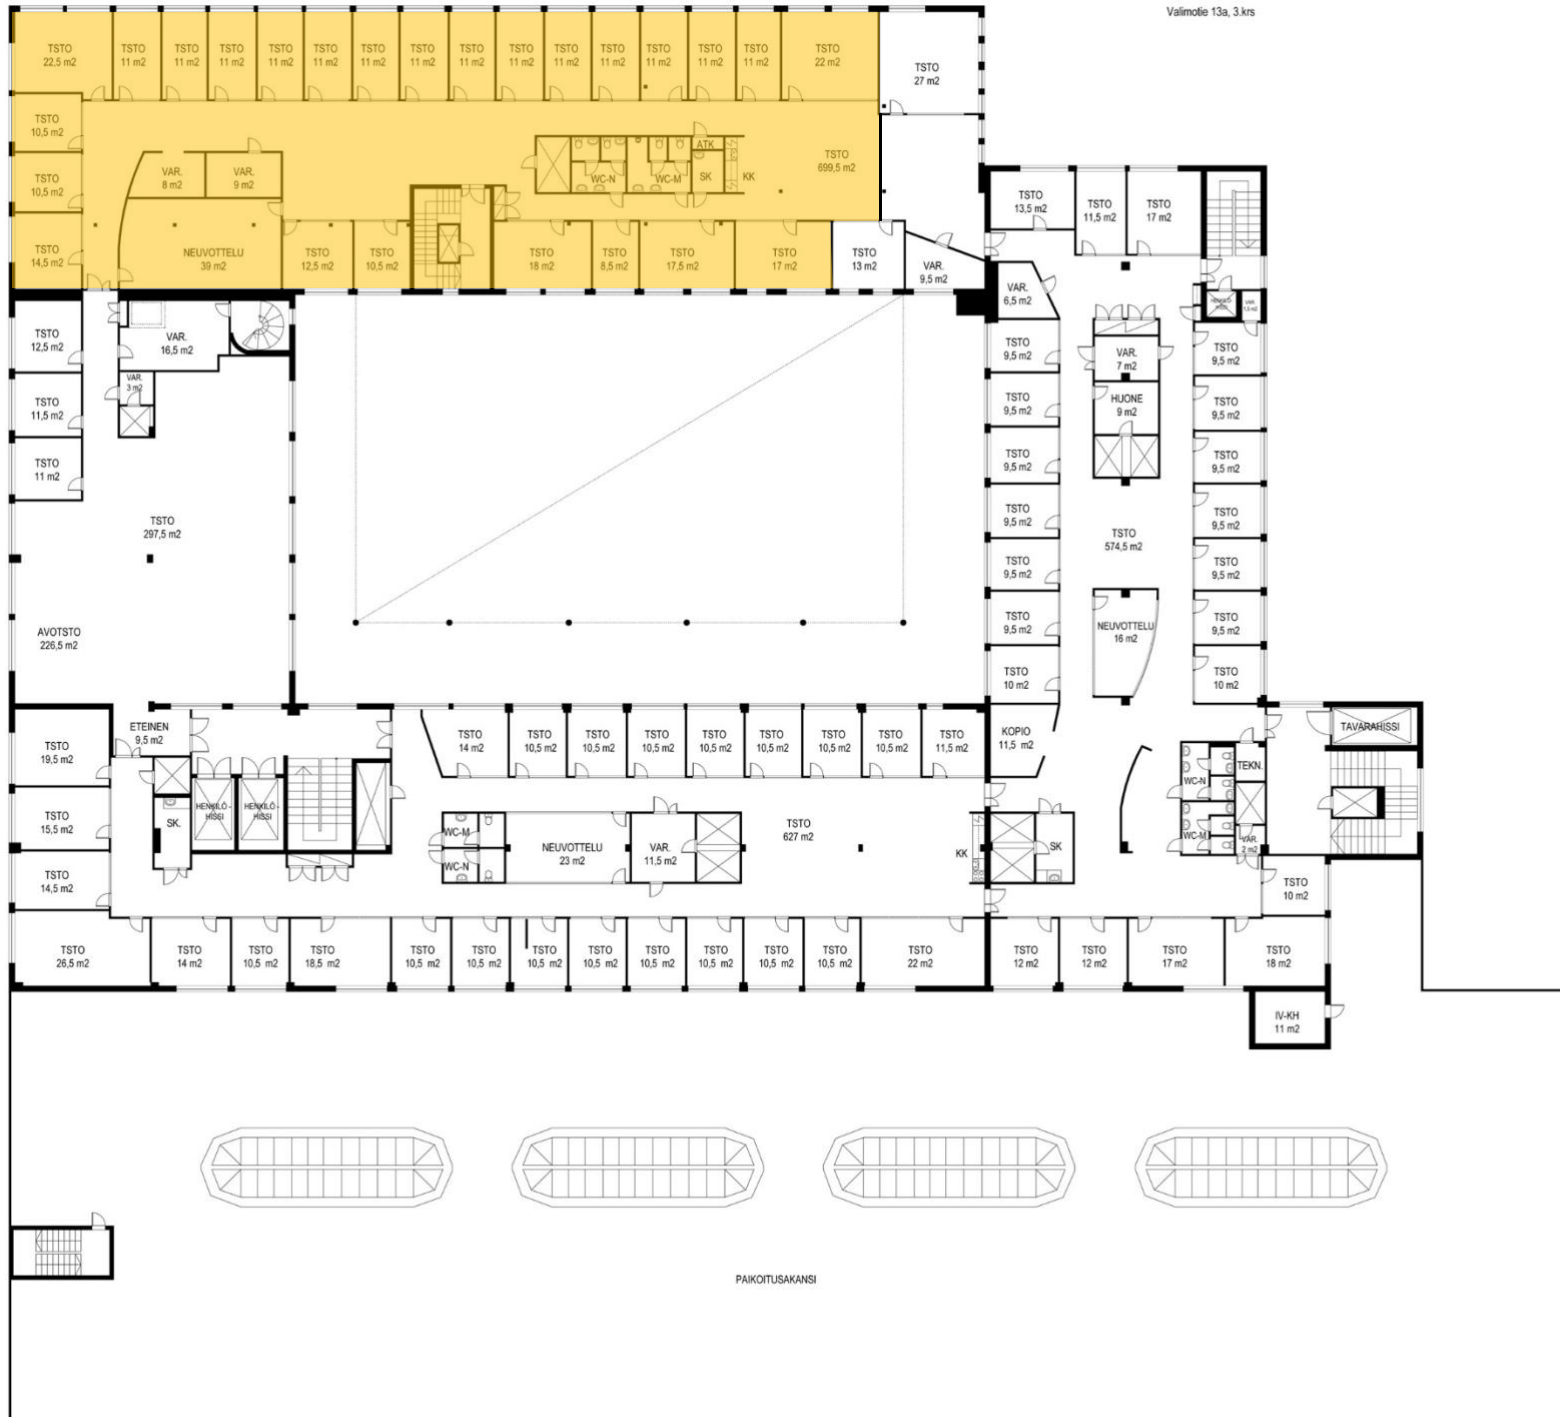 Valimotie 13a, 3.krs
TSTO
22,5 m2
TSTO
11 m2
TSTO
11 m2
TSTO
11 m2
TSTO
11 m2
TSTO
11 m2
TSTO
11 m2
TSTO
11 m2
TSTO
11 m2
TSTO
11 m2
TSTO
11 m2
TSTO
11 m2
TSTO
11 m2
TSTO
11 m2
TSTO
11 m2
TSTO
22 m2
TSTO
27 m2
TSTO
10,5 m2
TSTO
10,5 m2
TSTO
14,5 m2
VAR.
8 m2
VAR.
9 m2
NEUVOTTELU
39 m2
WC-N
WC-M
ATK
SK
KK
TSTO
699,5 m2
TSTO
12,5 m2
TSTO
10,5 m2
TSTO
18 m2
TSTO
8,5 m2
TSTO
17,5 m2
TSTO
17 m2
TSTO
13 m2
VAR.
9,5 m2
TSTO
13,5 m2
TSTO
11,5 m2
TSTO
17 m2
VAR.
6,5 m2
TSTO
12,5 m2
VAR.
16,5 m2
VAR.
3 m2
TSTO
11,5 m2
TSTO
11 m2
TSTO
297,5 m2
AVOTSTO
226,5 m2
TSTO
9,5 m2
TSTO
9,5 m2
TSTO
9,5 m2
TSTO
9,5 m2
TSTO
9,5 m2
TSTO
9,5 m2
TSTO
10 m2
VAR.
7 m2
HUONE
9 m2
TSTO
574,5 m2
NEUVOTTELU
16 m2
TSTO
9,5 m2
TSTO
9,5 m2
TSTO
9,5 m2
TSTO
9,5 m2
TSTO
9,5 m2
TSTO
9,5 m2
TSTO
10 m2
ETEINEN
9,5 m2
TSTO
19,5 m2
TSTO
15,5 m2
TSTO
14,5 m2
TSTO
26,5 m2
SK.
HENKILÖ-
HISSI
HENKILÖ-
HISSI
TSTO
14 m2
TSTO
10,5 m2
TSTO
10,5 m2
TSTO
10,5 m2
TSTO
10,5 m2
TSTO
10,5 m2
TSTO
10,5 m2
TSTO
10,5 m2
TSTO
11,5 m2
KOPIO
11,5 m2
WC-M
WC-N
NEUVOTTELU
23 m2
VAR.
11,5 m2
TSTO
627 m2
KK
SK
WC-N
WC-M
TEKN.
VAR.
2 m2
TAVARAHISSI
TSTO
10 m2
TSTO
14 m2
TSTO
10,5 m2
TSTO
18,5 m2
TSTO
10,5 m2
TSTO
10,5 m2
TSTO
10,5 m2
TSTO
10,5 m2
TSTO
10,5 m2
TSTO
10,5 m2
TSTO
10,5 m2
TSTO
10,5 m2
TSTO
22 m2
TSTO
12 m2
TSTO
12 m2
TSTO
17 m2
TSTO
18 m2
IV-KH
11 m2
PAIKOITUSAKANSI